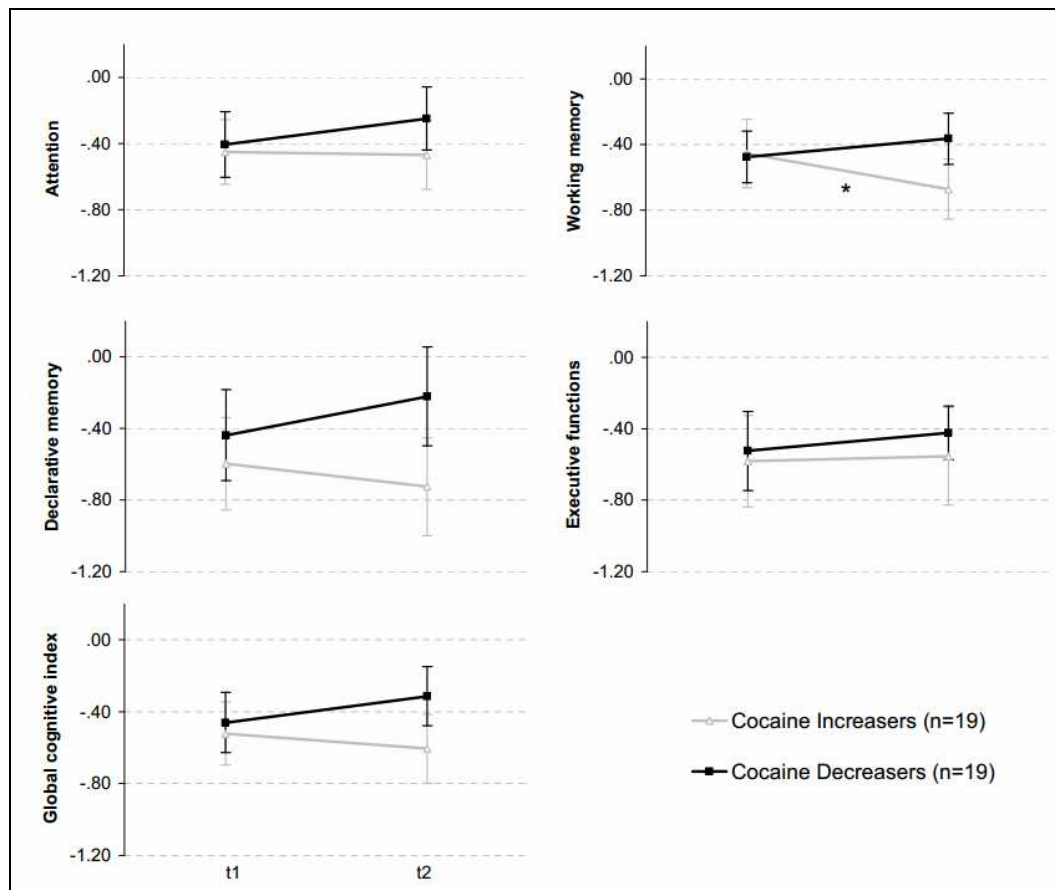 Attention
.00
-.40
-.80
-1.20
Working memory
.00
-.40
-.80
-1.20
*
Declarative memory
.00
-.40
-.80
-1.20
Executive functions
.00
-.40
-.80
-1.20
Global cognitive index
.00
-.40
-.80
-1.20
t1 t2
Cocaine Increasers (n=19)
Cocaine Decreasers (n=19)